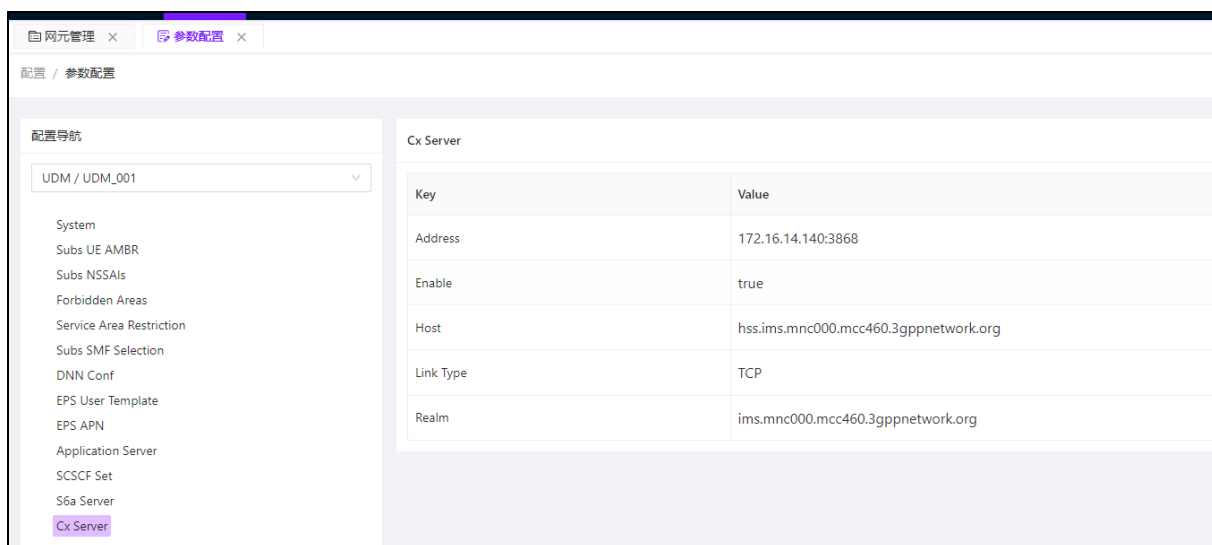 网元管理 参数配置
配置 / 参数配置
配置导航
UDM / UDM_001
System
Subs UE AMBR
Subs NSSAIs
Forbidden Areas
Service Area Restriction
Subs SMF Selection
DNN Conf
EPS User Template
EPS APN
Application Server
SCSCF Set
S6a Server
Cx Server
Cx Server
Key Value
Address 172.16.14.140:3868
Enable true
Host hss.ims.mnc000.mcc460.3gppnetwork.org
Link Type TCP
Realm ims.mnc000.mcc460.3gppnetwork.org